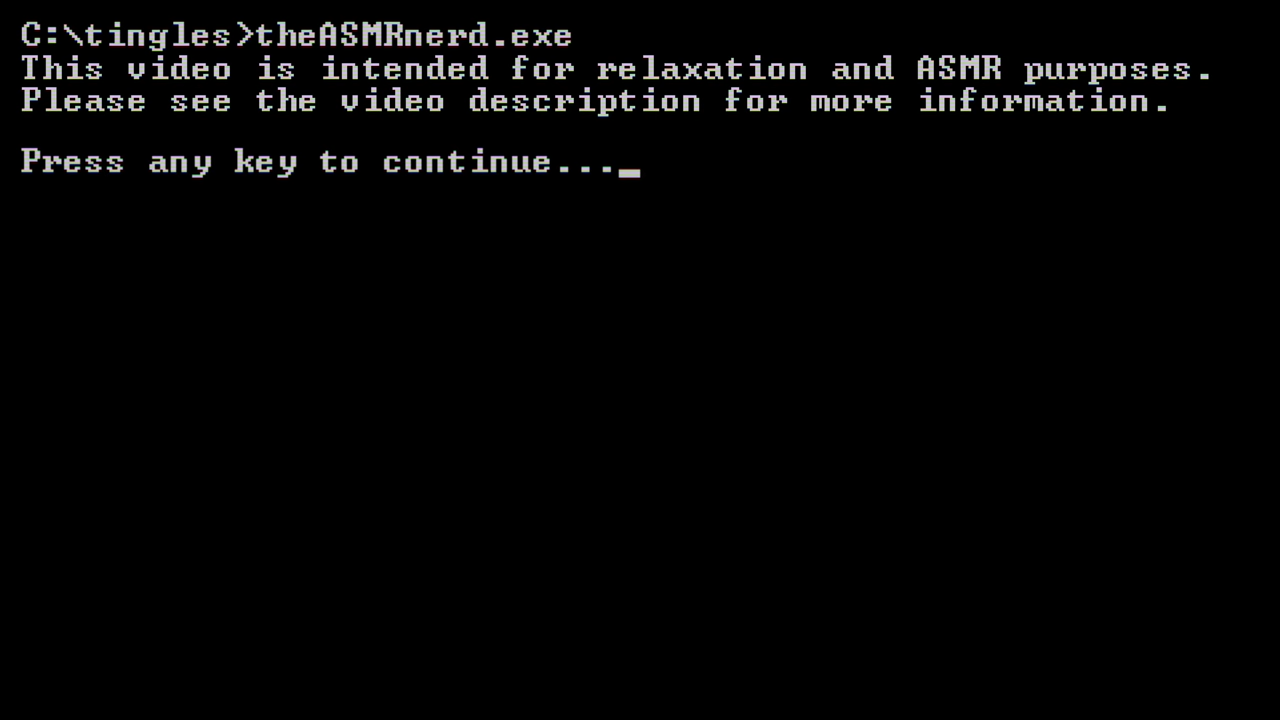 C:\tingles>theASMRnerd.exe
This video is intended for relaxation and ASMR purposes.
Please see the video description for more information.
Press any key to continue..._